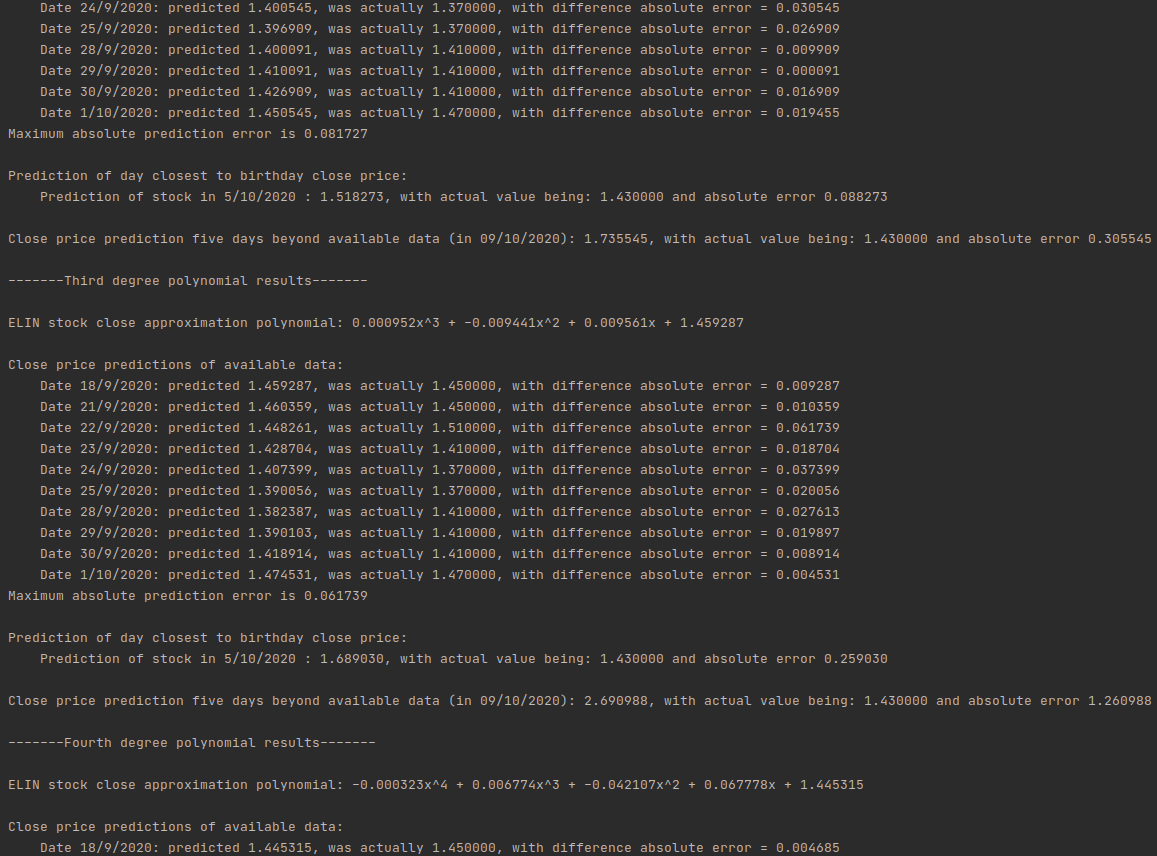 Date 24/9/2020: predicted 1.400545, was actually 1.370000, with difference absolute error = 0.030545
Date 25/9/2020: predicted 1.396909, was actually 1.370000, with difference absolute error = 0.026909
Date 28/9/2020: predicted 1.400091, was actually 1.410000, with difference absolute error = 0.009909
Date 29/9/2020: predicted 1.410091, was actually 1.410000, with difference absolute error = 0.000091
Date 30/9/2020: predicted 1.426909, was actually 1.410000, with difference absolute error = 0.016909
Date 1/10/2020: predicted 1.450545, was actually 1.470000, with difference absolute error = 0.019455
Maximum absolute prediction error is 0.081727
Prediction of day closest to birthday close price:
Prediction of stock in 5/10/2020 : 1.518273, with actual value being: 1.430000 and absolute error 0.088273
Close price prediction five days beyond available data (in 09/10/2020): 1.735545, with actual value being: 1.430000 and absolute error 0.305545
-------Third degree polynomial results-------
ELIN stock close approximation polynomial: 0.000952x^3 + -0.009441x^2 + 0.009561x + 1.459287
Close price predictions of available data:
Date 18/9/2020: predicted 1.459287, was actually 1.450000, with difference absolute error = 0.009287
Date 21/9/2020: predicted 1.460359, was actually 1.450000, with difference absolute error = 0.010359
Date 22/9/2020: predicted 1.448261, was actually 1.510000, with difference absolute error = 0.061739
Date 23/9/2020: predicted 1.428704, was actually 1.410000, with difference absolute error = 0.018704
Date 24/9/2020: predicted 1.407399, was actually 1.370000, with difference absolute error = 0.037399
Date 25/9/2020: predicted 1.390056, was actually 1.370000, with difference absolute error = 0.020056
Date 28/9/2020: predicted 1.382387, was actually 1.410000, with difference absolute error = 0.027613
Date 29/9/2020: predicted 1.390103, was actually 1.410000, with difference absolute error = 0.019897
Date 30/9/2020: predicted 1.418914, was actually 1.410000, with difference absolute error = 0.008914
Date 1/10/2020: predicted 1.474531, was actually 1.470000, with difference absolute error = 0.004531
Maximum absolute prediction error is 0.061739
Prediction of day closest to birthday close price:
Prediction of stock in 5/10/2020 : 1.689030, with actual value being: 1.430000 and absolute error 0.259030
Close price prediction five days beyond available data (in 09/10/2020): 2.690988, with actual value being: 1.430000 and absolute error 1.260988
-------Fourth degree polynomial results-------
ELIN stock close approximation polynomial: -0.000323x^4 + 0.006774x^3 + -0.042107x^2 + 0.067778x + 1.445315
Close price predictions of available data:
Date 18/9/2020: predicted 1.445315, was actually 1.450000, with difference absolute error = 0.004685